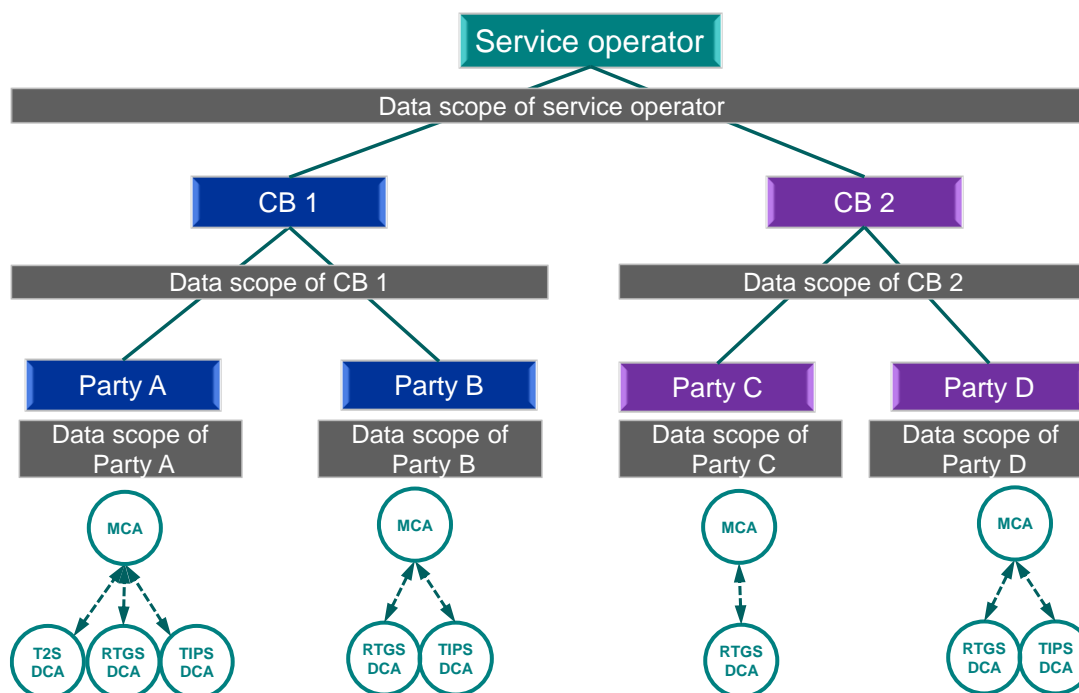 Service operator
Data scope of service operator
CB 1
CB 2
Data scope of CB 1
Data scope of CB 2
Party A
Party B
Party C
Party D
Data scope of
Party A
Data scope of
Party B
Data scope of
Party C
Data scope of
Party D
MCA
MCA
MCA
MCA
T2S
DCA
RTGS
DCA
TIPS
DCA
RTGS
DCA
TIPS
DCA
RTGS
DCA
RTGS
DCA
TIPS
DCA